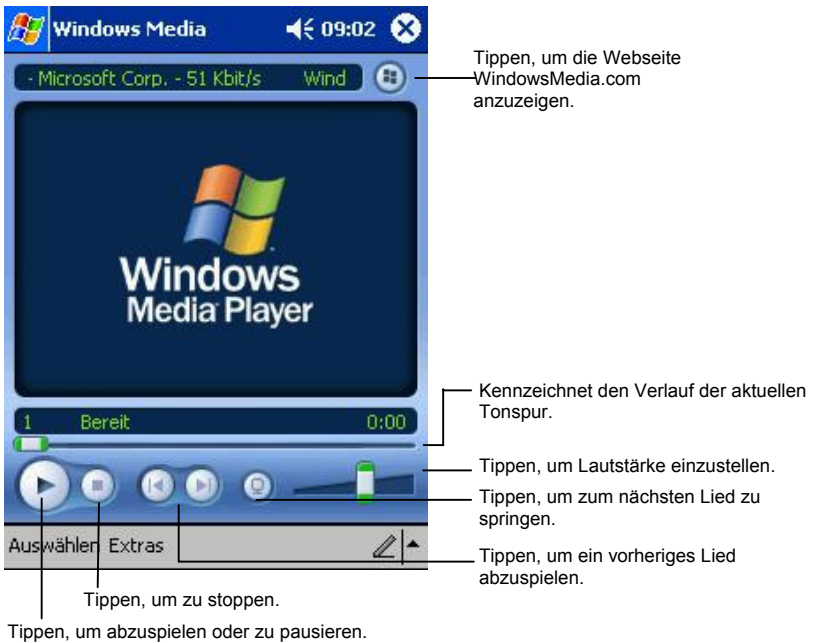 Windows Media 09:02
- Microsoft Corp. - 51 Kbit/s Wind
Tippen, um die Webseite
WindowsMedia.com
anzuzeigen.
Windows
Media Player
Kennzeichnet den Verlauf der aktuellen
Tonspur.
1 Bereit 0:00
Tippen, um Lautstärke einzustellen.
Tippen, um zum nächsten Lied zu
springen.
Auswählen Extras
Tippen, um ein vorheriges Lied
abzuspielen.
Tippen, um zu stoppen.
Tippen, um abzuspielen oder zu pausieren.